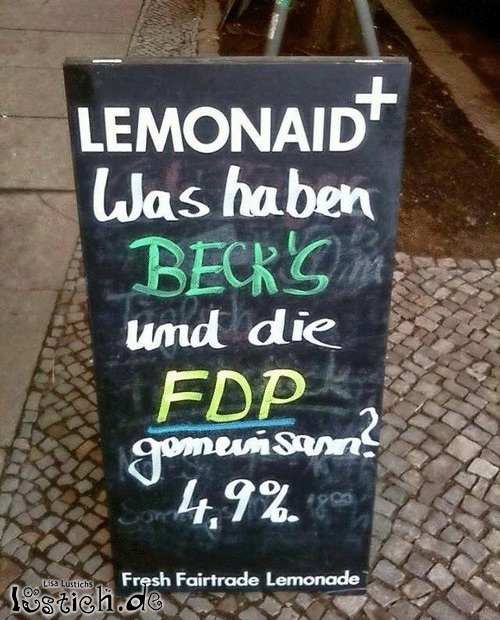 LEMONAID+
Was haben
BECK'S
und die
FDP
gemeinsam?
4,9%.
Fresh Fairtrade Lemonade
Lisa Lustichs
lustich.de